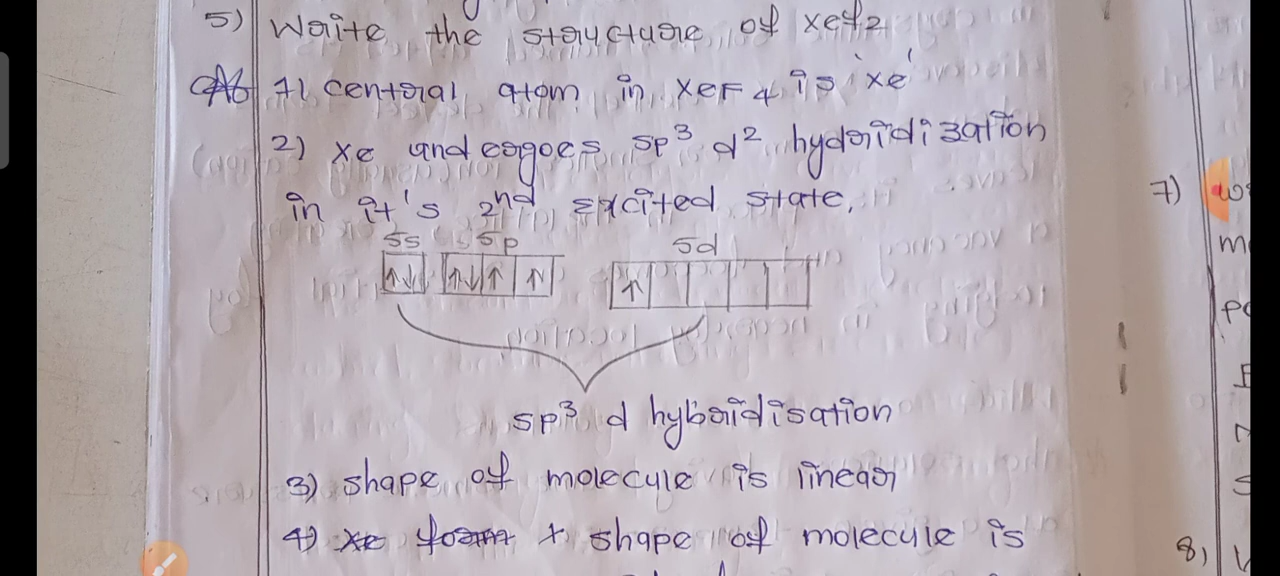 5) Write the structure of xef2
1) central atom in XeF4 is 'xe'
2) xe undergoes sp³ d² hydridization
in it's 2nd excited state.
5s 5p 5d
↑↓ ↑↓ ↑ ↑ ↑
sp³ d hybridisation
3) shape of molecule is linear
4) xe form + shape of molecule is
7)
8,